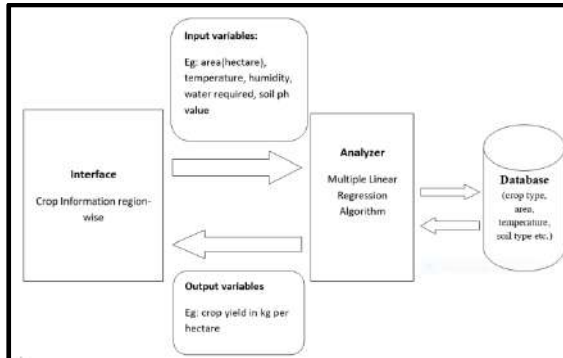 Input variables:
Eg: area(hectare),
temperature, humidity,
water required, soil ph
value
Interface
Crop Information region-
wise
Analyzer
Multiple Linear
Regression
Algorithm
Database
(crop type,
area,
temperature,
soil type etc.)
Output variables
Eg: crop yield in kg per
hectare